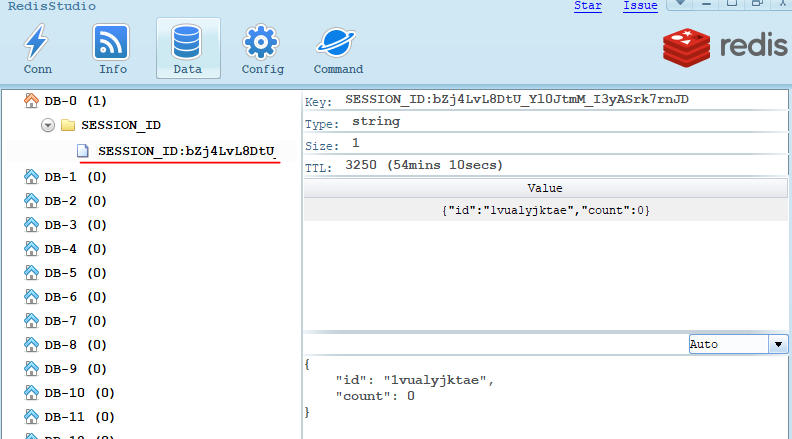 RedisStudio
Star Issue
Conn Info Data Config Command
redis
DB-0 (1)
SESSION_ID
SESSION_ID:bZj4LvL8DtU_
DB-1 (0)
DB-2 (0)
DB-3 (0)
DB-4 (0)
DB-5 (0)
DB-6 (0)
DB-7 (0)
DB-8 (0)
DB-9 (0)
DB-10 (0)
DB-11 (0)
Key: SESSION_ID:bZj4LvL8DtU_Yl0JtmM_I3yASrk7rnJD
Type: string
Size: 1
TTL: 3250 (54mins 10secs)
Value
{"id":"1vualyjktae","count":0}
Auto
{
"id": "1vualyjktae",
"count": 0
}